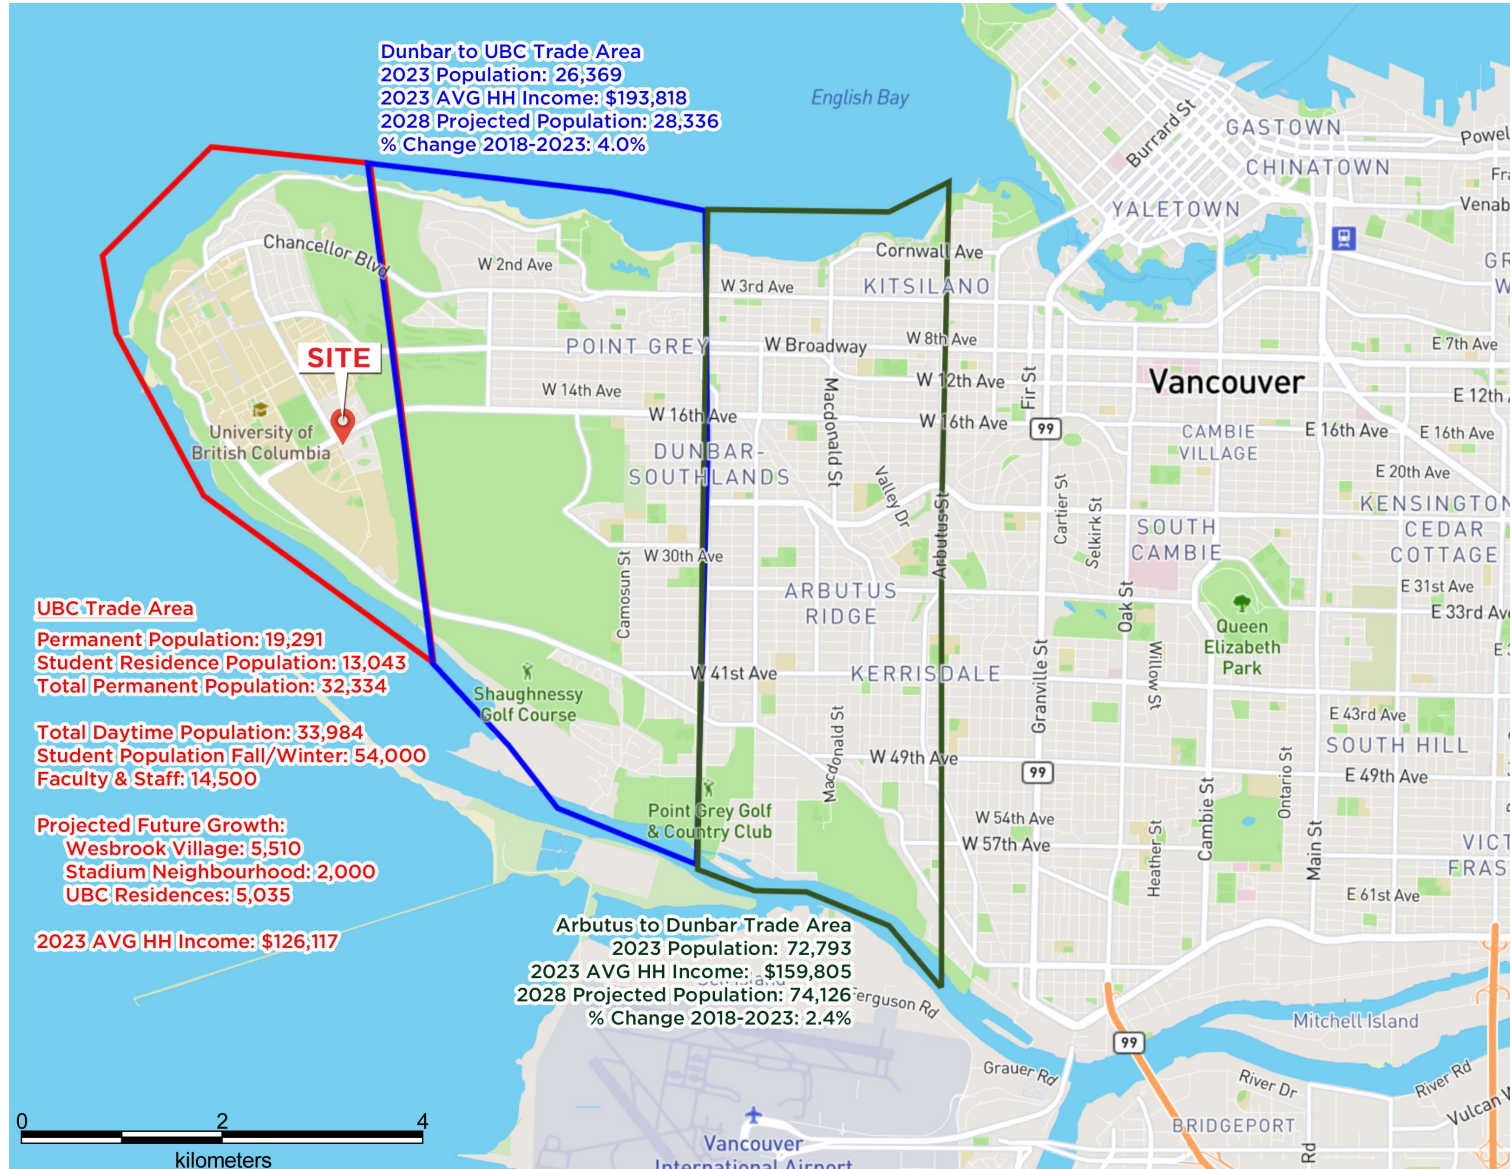 Dunbar to UBC Trade Area
2023 Population: 26,369
2023 AVG HH Income: $193,818
2028 Projected Population: 28,336
% Change 2018-2023: 4.0%
English Bay
Burrard St
GASTOWN
Powel
CHINATOWN
Fra
YALETOWN
Venab
Chancellor Blvd
W 2nd Ave
Cornwall Ave
W 3rd Ave
KITSILANO
GR
W
SITE
POINT GREY
W Broadway
W 8th Ave
E 7th Ave
W 14th Ave
Macdonald St
W 12th Ave
Fir St
Vancouver
E 12th
W 16th Ave
W 16th Ave
99
CAMBIE
VILLAGE
E 16th Ave
E 16th Ave
University of
British Columbia
DUNBAR-
SOUTHLANDS
Valley Dr
Arbutus St
Cartier St
Selkirk St
E 20th Ave
KENSINGTON
CEDAR
COTTAGE
SOUTH
CAMBIE
W 30th Ave
Camosun St
ARBUTUS
RIDGE
Oak St
E 31st Ave
E 33rd Ave
Queen
Elizabeth
Park
E3
UBC Trade Area
Permanent Population: 19,291
Student Residence Population: 13,043
Total Permanent Population: 32,334
Total Daytime Population: 33,984
Student Population Fall/Winter: 54,000
Faculty & Staff: 14,500
Projected Future Growth:
Wesbrook Village: 5,510
Stadium Neighbourhood: 2,000
UBC Residences: 5,035
2023 AVG HH Income: $126,117
W 41st Ave
KERRISDALE
Granville St
Willow St
Shaughnessy
Golf Course
Macdonald St
E 43rd Ave
SOUTH HILL
W 49th Ave
99
E 49th Ave
Ontario St
Cambie St
Point Grey Golf
& Country Club
W 54th Ave
W 57th Ave
Heather St
Main St
VICT
FRAS
E 61st Ave
Arbutus to Dunbar Trade Area
2023 Population: 72,793
2023 AVG HH Income: $159,805
2028 Projected Population: 74,126
% Change 2018-2023: 2.4%
Ferguson Rd
Mitchell Island
99
Grauer Rd
River Dr
River Rd
Vulcan W
BRIDGEPORT
Rd
Vancouver
International Airport
0 2 4
kilometers